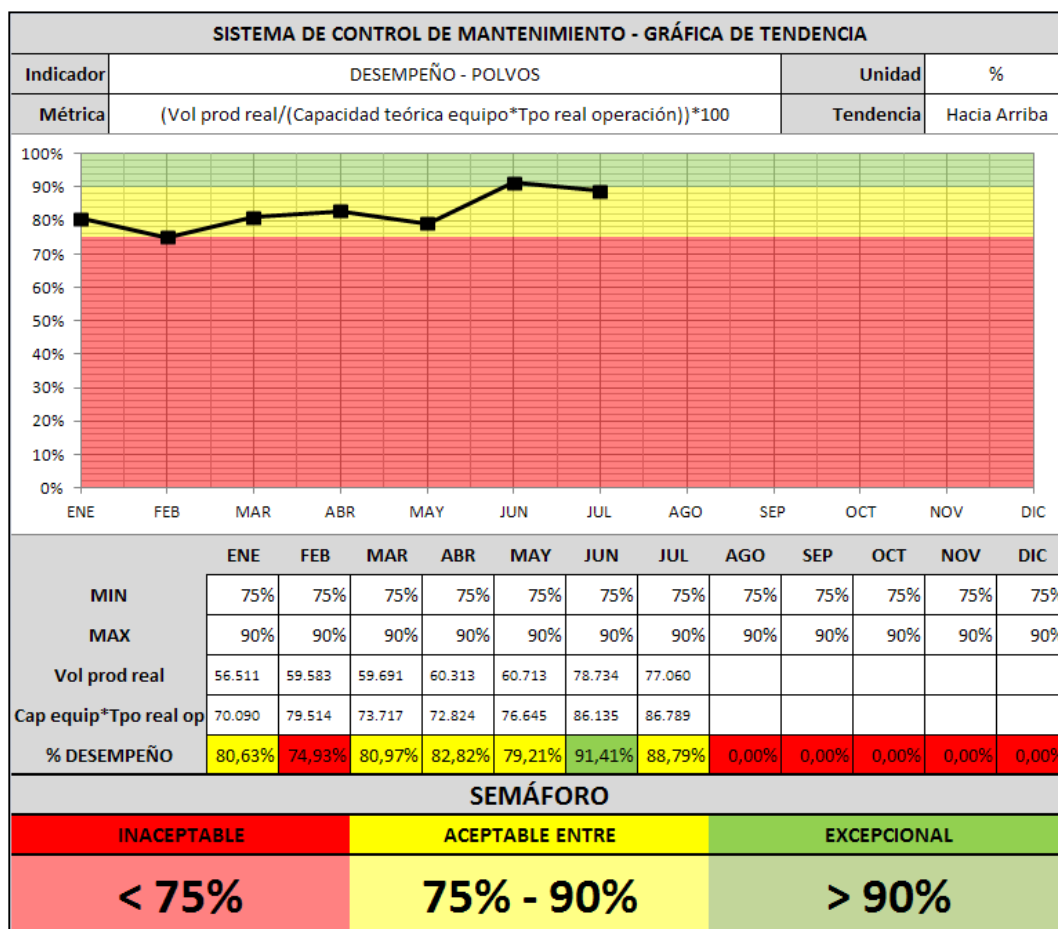 SISTEMA DE CONTROL DE MANTENIMIENTO - GRÁFICA DE TENDENCIA
Indicador DESEMPEÑO - POLVOS Unidad %
Métrica (Vol prod real/(Capacidad teórica equipo*Tpo real operación))*100 Tendencia Hacia Arriba
100%
90%
80%
70%
60%
50%
40%
30%
20%
10%
0%
ENE FEB MAR ABR MAY JUN JUL AGO SEP OCT NOV DIC
ENE FEB MAR ABR MAY JUN JUL AGO SEP OCT NOV DIC
MIN 75% 75% 75% 75% 75% 75% 75% 75% 75% 75% 75% 75%
MAX 90% 90% 90% 90% 90% 90% 90% 90% 90% 90% 90% 90%
Vol prod real 56.511 59.583 59.691 60.313 60.713 78.734 77.060
Cap equip*Tpo real op 70.090 79.514 73.717 72.824 76.645 86.135 86.789
% DESEMPEÑO 80,63% 74,93% 80,97% 82,82% 79,21% 91,41% 88,79% 0,00% 0,00% 0,00% 0,00% 0,00%
SEMÁFORO
INACEPTABLE ACEPTABLE ENTRE EXCEPCIONAL
< 75% 75% - 90% > 90%